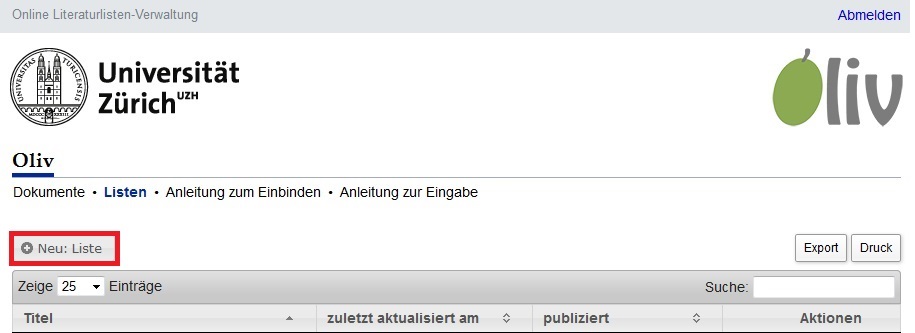 Online Literaturlisten-Verwaltung Abmelden
UNIVERSITAS TURICENSIS
MDCCCXXXIII
Universität
Zürich UZH
Oliv
Oliv
Dokumente • Listen • Anleitung zum Einbinden • Anleitung zur Eingabe
Neu: Liste Export Druck
Zeige 25 Einträge Suche:
Titel zuletzt aktualisiert am publiziert Aktionen